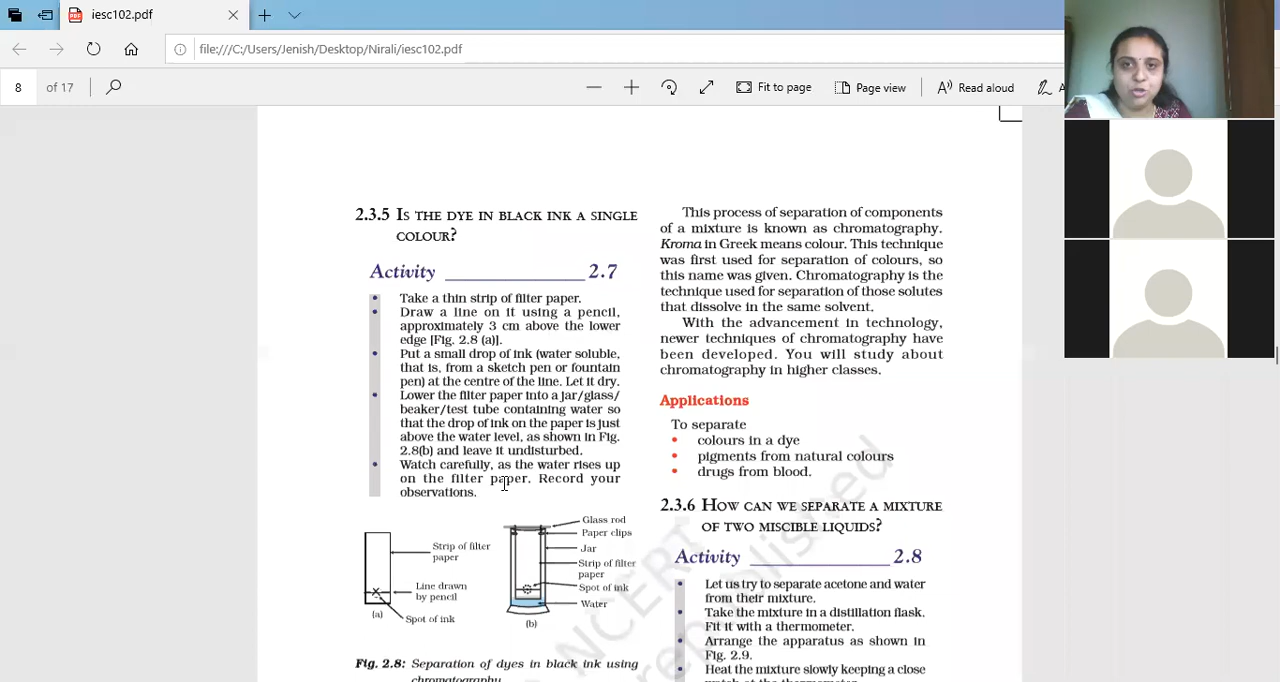 iesc102.pdf
file:///C:/Users/Jenish/Desktop/Nirali/iesc102.pdf
8 of 17
Fit to page
Page view
Read aloud
2.3.5 IS THE DYE IN BLACK INK A SINGLE
COLOUR?
Activity ______________ 2.7
• Take a thin strip of filter paper.
• Draw a line on it using a pencil,
approximately 3 cm above the lower
edge [Fig. 2.8 (a)].
• Put a small drop of ink (water soluble,
that is, from a sketch pen or fountain
pen) at the centre of the line. Let it dry.
• Lower the filter paper into a jar/glass/
beaker/test tube containing water so
that the drop of ink on the paper is just
above the water level, as shown in Fig.
2.8(b) and leave it undisturbed.
• Watch carefully, as the water rises up
on the filter paper. Record your
observations.
Strip of filter
paper
Line drawn
by pencil
Spot of ink
(a)
Glass rod
Paper clips
Jar
Strip of filter
paper
Spot of ink
Water
(b)
Fig. 2.8: Separation of dyes in black ink using
chromatography
This process of separation of components
of a mixture is known as chromatography.
Kroma in Greek means colour. This technique
was first used for separation of colours, so
this name was given. Chromatography is the
technique used for separation of those solutes
that dissolve in the same solvent.
With the advancement in technology,
newer techniques of chromatography have
been developed. You will study about
chromatography in higher classes.
Applications
To separate
• colours in a dye
• pigments from natural colours
• drugs from blood.
2.3.6 HOW CAN WE SEPARATE A MIXTURE
OF TWO MISCIBLE LIQUIDS?
Activity ______________ 2.8
• Let us try to separate acetone and water
from their mixture.
• Take the mixture in a distillation flask.
Fit it with a thermometer.
• Arrange the apparatus as shown in
Fig. 2.9.
• Heat the mixture slowly keeping a close
NCERT
republished